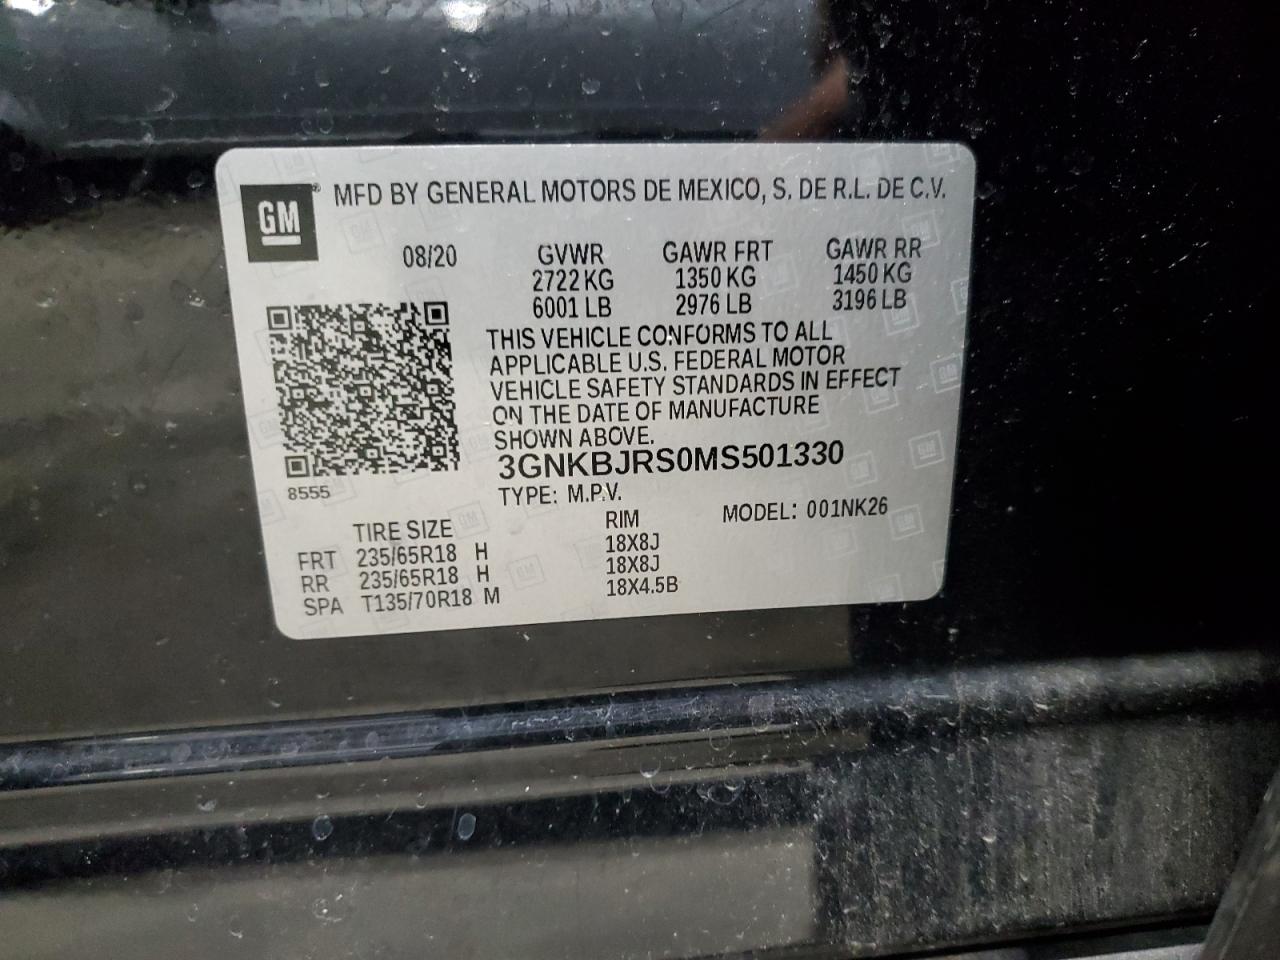 GM® MFD BY GENERAL MOTORS DE MEXICO, S. DE R.L. DE C.V.
08/20 GVWR GAWR FRT GAWR RR
2722 KG 1350 KG 1450 KG
6001 LB 2976 LB 3196 LB
THIS VEHICLE CONFORMS TO ALL
APPLICABLE U.S. FEDERAL MOTOR
VEHICLE SAFETY STANDARDS IN EFFECT
ON THE DATE OF MANUFACTURE
SHOWN ABOVE.
3GNKBJRS0MS501330
8555
TYPE: M.P.V.
MODEL: 001NK26
TIRE SIZE RIM
FRT 235/65R18 H 18X8J
RR 235/65R18 H 18X8J
SPA T135/70R18 M 18X4.5B